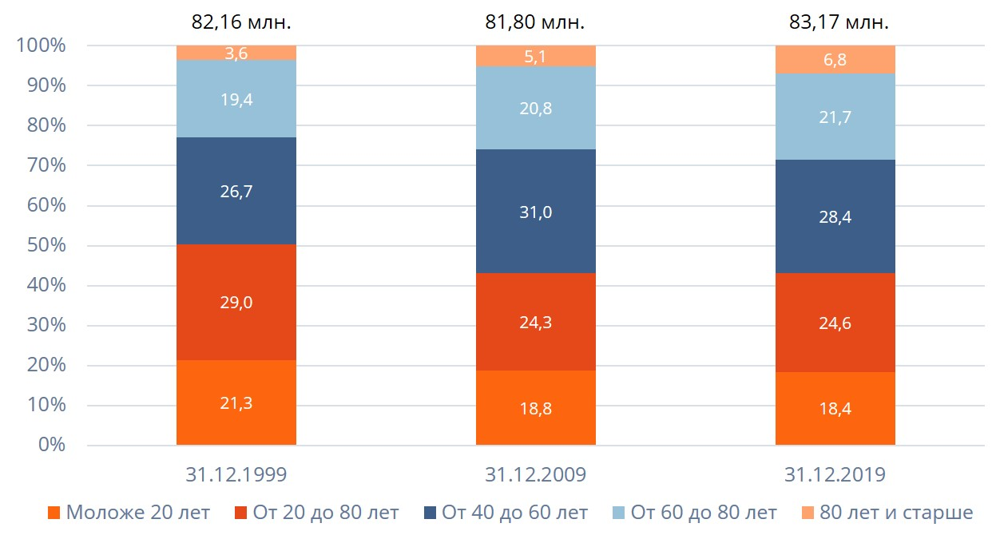 82,16 млн. 81,80 млн. 83,17 млн.
100%
3,6 5,1 6,8
90%
19,4 20,8 21,7
80%
70%
26,7 31,0 28,4
60%
50%
40%
29,0 24,3 24,6
30%
20%
21,3 18,8 18,4
10%
0%
31.12.1999 31.12.2009 31.12.2019
Моложе 20 лет От 20 до 80 лет От 40 до 60 лет От 60 до 80 лет 80 лет и старше